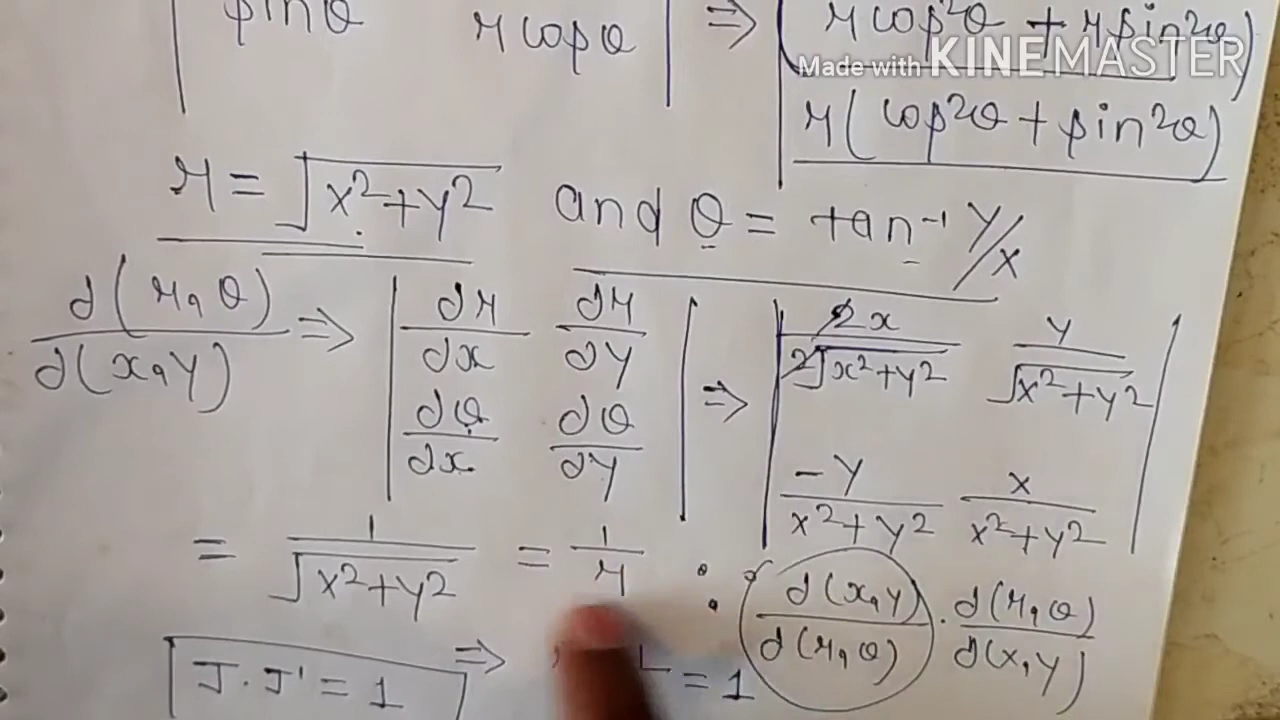 sinθ r cosθ ⇒ r cos²θ + r sin²θ)
Made with KINEMASTER
r(cos²θ + sin²θ)
r = √x²+y² and θ = tan⁻¹ y/x
∂(r,θ)/∂(x,y) ⇒ | ∂r/∂x ∂r/∂y | ⇒ | 2x/2√x²+y² y/√x²+y² |
| ∂θ/∂x ∂θ/∂y | | -y/x²+y² x/x²+y² |
= 1/√x²+y² = 1/r ∵ ∂(x,y)/∂(r,θ) · ∂(r,θ)/∂(x,y)
J.J' = 1 ⇒ = 1